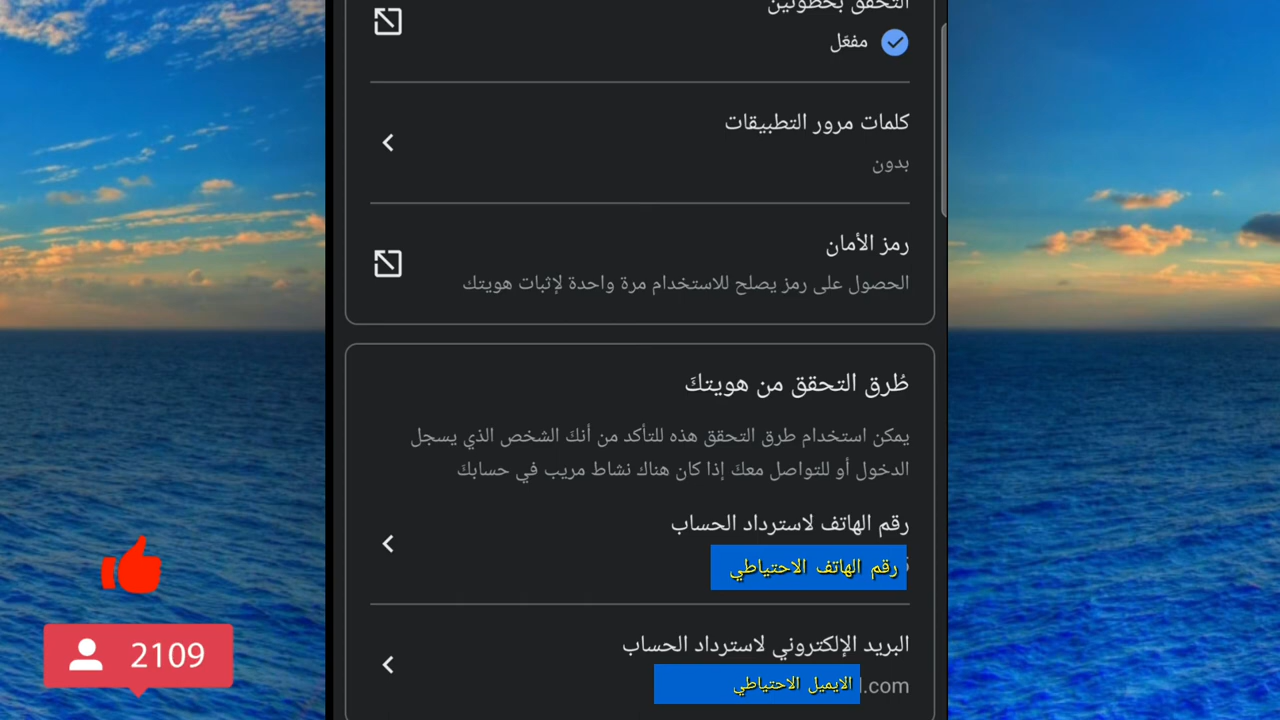 التحقق بخطوتين
مفعّل
كلمات مرور التطبيقات
بدون
رمز الأمان
الحصول على رمز يصلح للاستخدام مرة واحدة لإثبات هويتك
طُرق التحقق من هويتكَ
يمكن استخدام طرق التحقق هذه للتأكد من أنكَ الشخص الذي يسجل
الدخول أو للتواصل معكَ إذا كان هناك نشاط مريب في حسابكَ
رقم الهاتف لاسترداد الحساب
رقم الهاتف الاحتياطي
البريد الإلكتروني لاسترداد الحساب
الايميل الاحتياطي l.com
2109